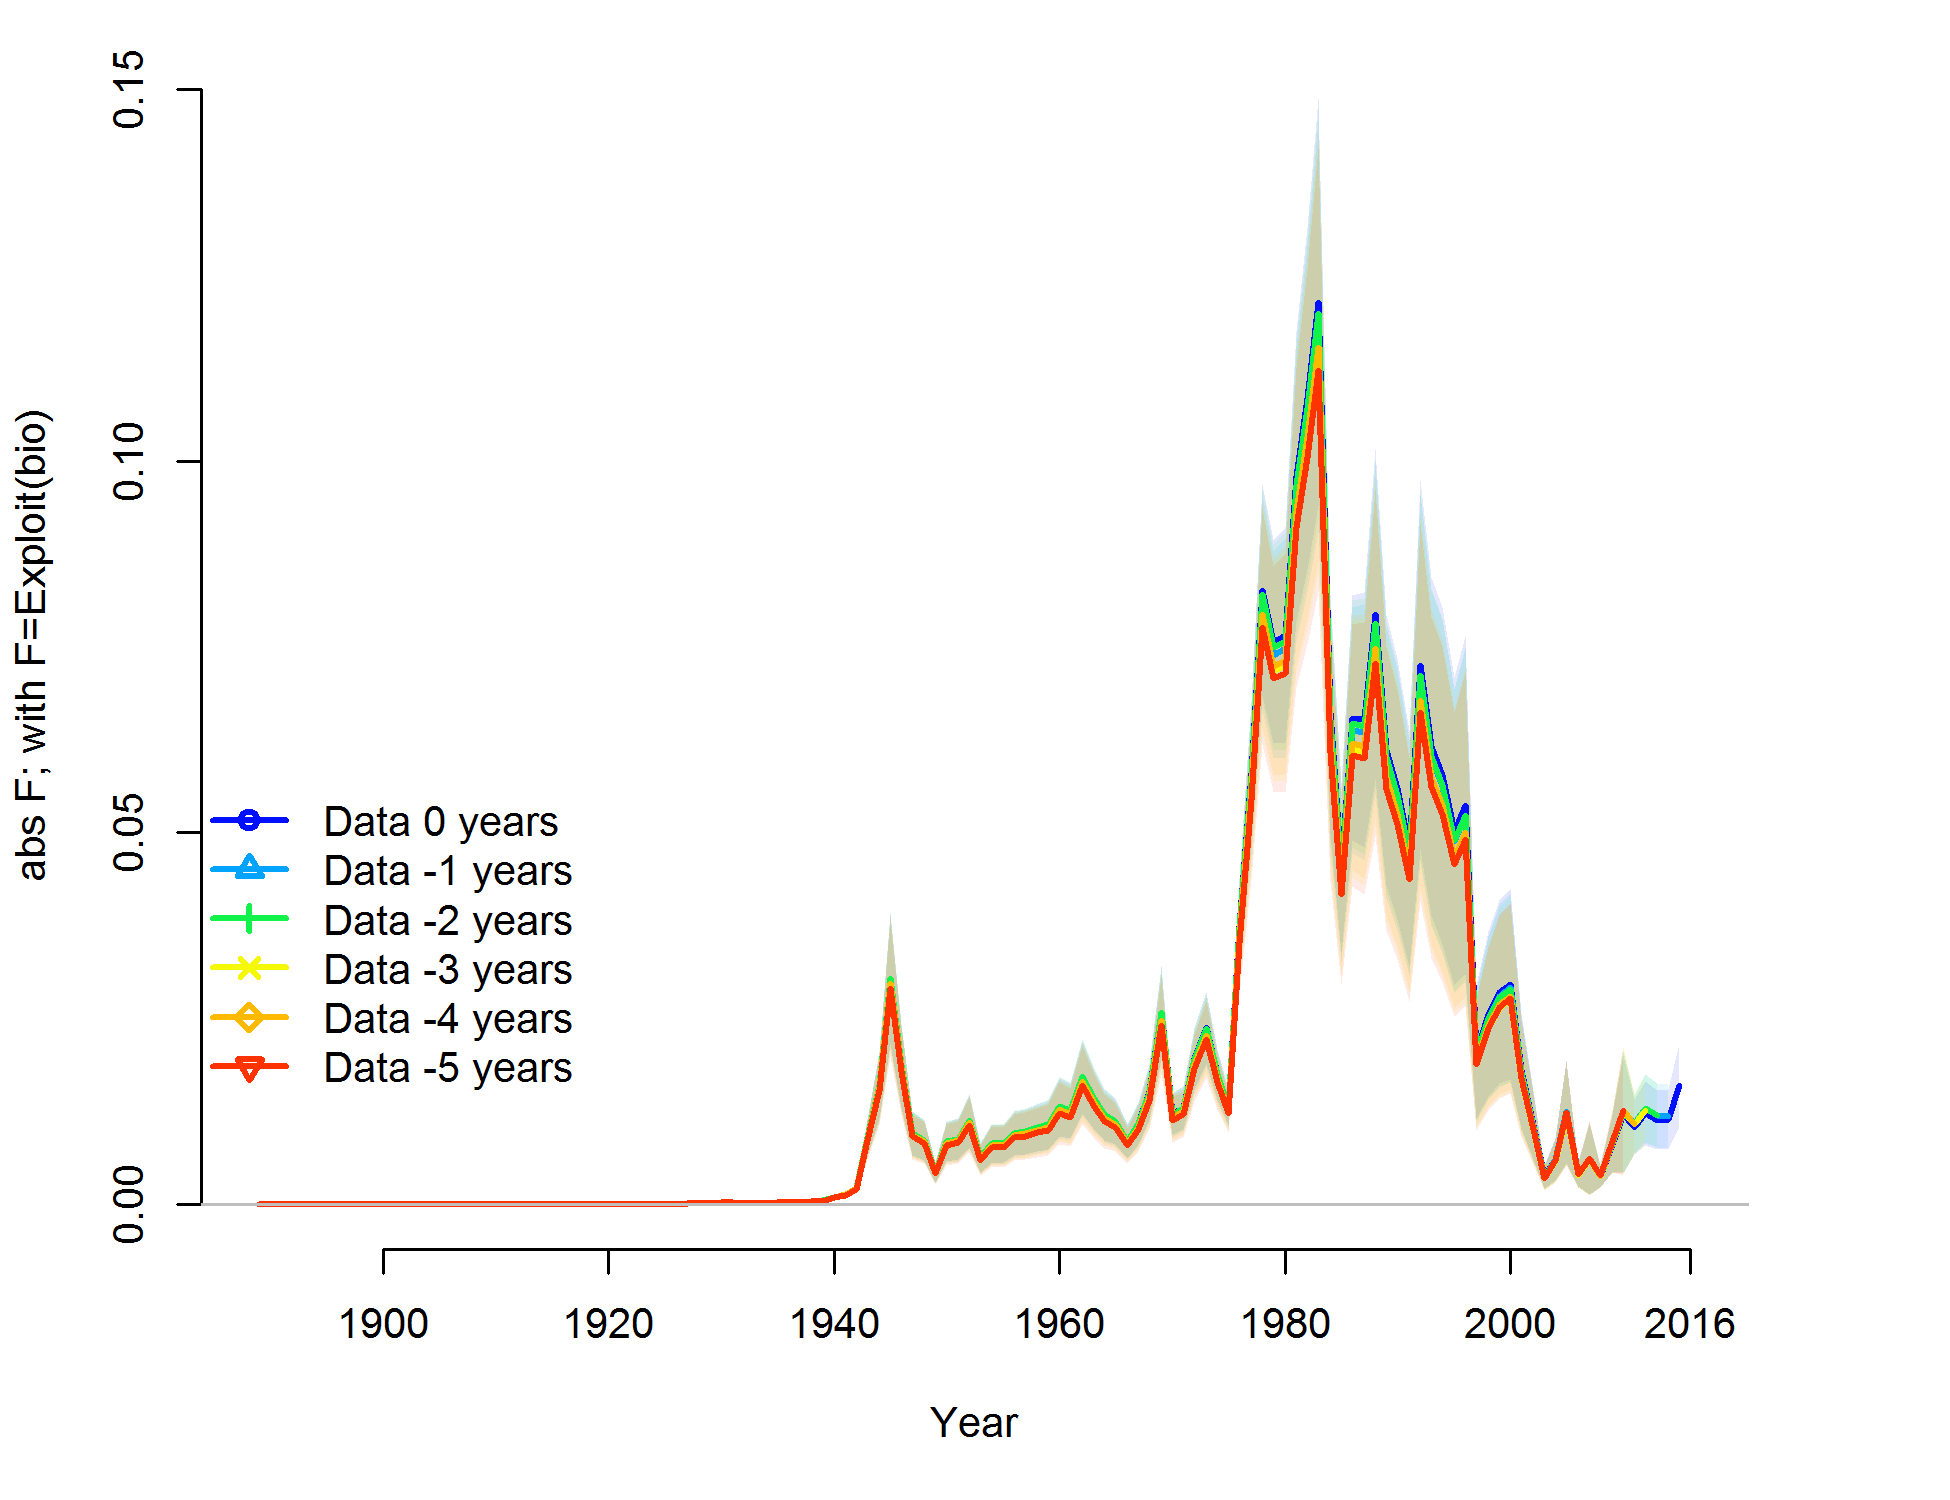 0.15
0.10
0.05
0.00
abs F; with F=Exploit(bio)
Data 0 years
Data -1 years
Data -2 years
Data -3 years
Data -4 years
Data -5 years
1900 1920 1940 1960 1980 2000 2016
Year